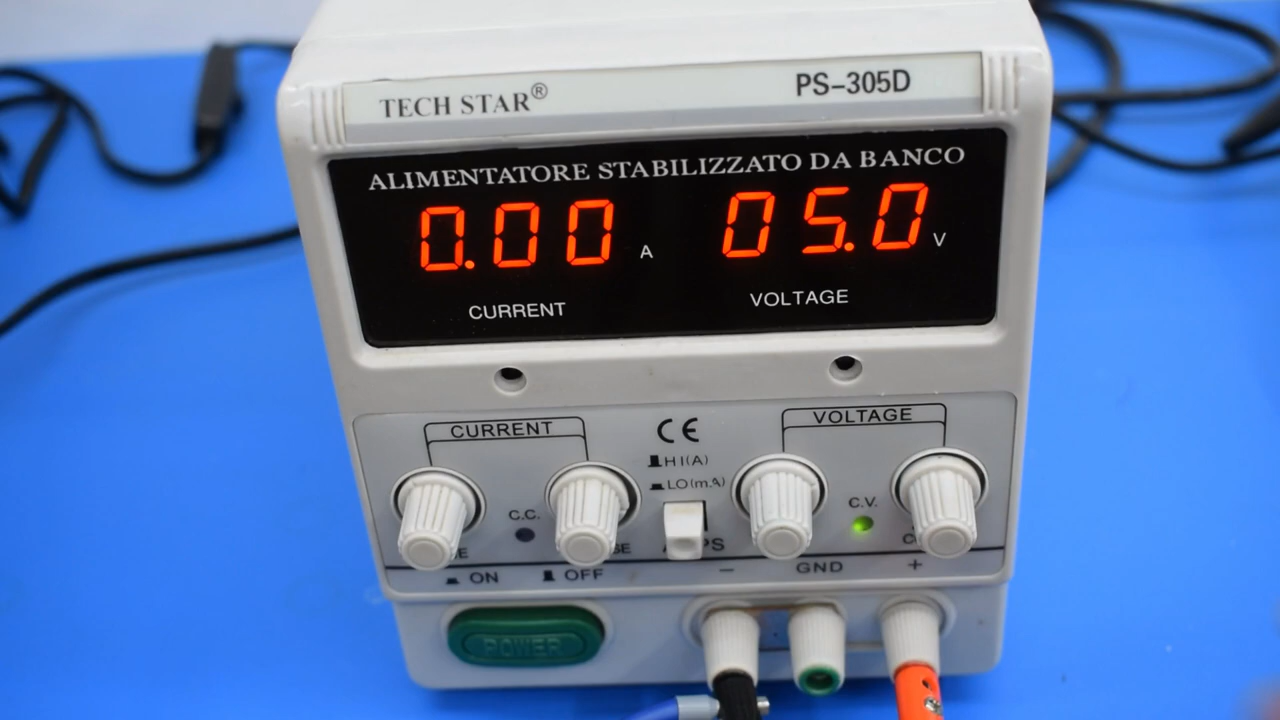 TECH STAR® PS-305D
ALIMENTATORE STABILIZZATO DA BANCO
0.00 A 05.0 V
CURRENT VOLTAGE
CURRENT CE VOLTAGE
HI(A)
LO(mA)
C.C. C.V.
ON OFF − GND +
POWER